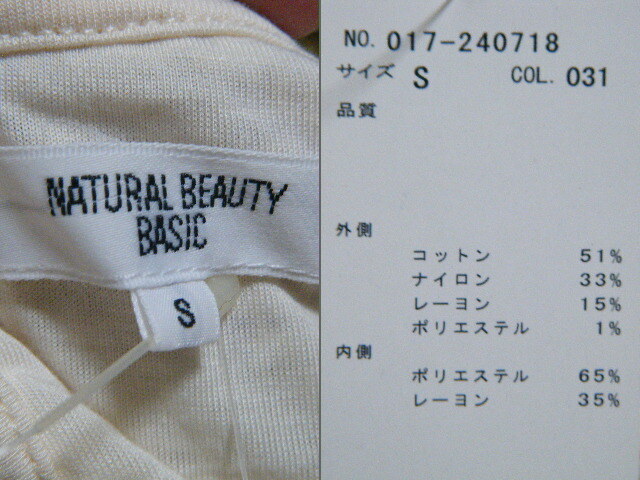 NATURAL BEAUTY
BASIC
S
NO. 017-240718
サイズ S COL. 031
品質
外側
コットン 51%
ナイロン 33%
レーヨン 15%
ポリエステル 1%
内側
ポリエステル 65%
レーヨン 35%